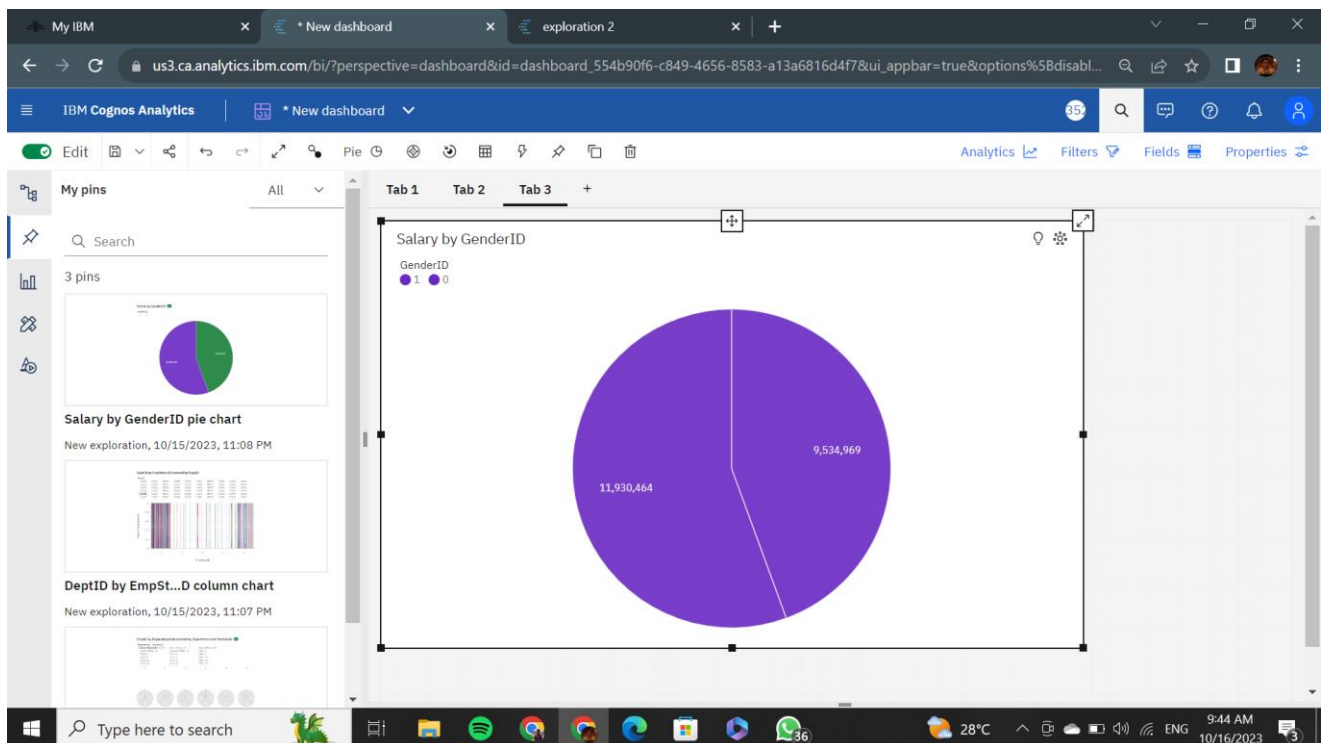 My IBM
* New dashboard
exploration 2
us3.ca.analytics.ibm.com/bi/?perspective=dashboard&id=dashboard_554b90f6-c849-4656-8583-a13a6816d4f7&ui_appbar=true&options%5Bdisabl...
IBM Cognos Analytics
* New dashboard
352
Edit
Pie
Analytics
Filters
Fields
Properties
My pins
All
Tab 1
Tab 2
Tab 3
+
Search
3 pins
Salary by GenderID
GenderID
1 0
9,534,969
11,930,464
Salary by GenderID pie chart
New exploration, 10/15/2023, 11:08 PM
DeptID by EmpSt...D column chart
New exploration, 10/15/2023, 11:07 PM
Type here to search
36
28°C
ENG
9:44 AM
10/16/2023
3